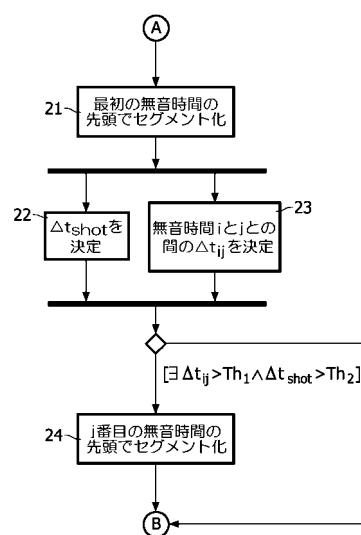 A
21
最初の無音時間の
先頭でセグメント化
22
Δtshotを
決定
23
無音時間iとjとの
間のΔtijを決定
[∃Δtij>Th1∧Δtshot>Th2]
24
j番目の無音時間の
先頭でセグメント化
B